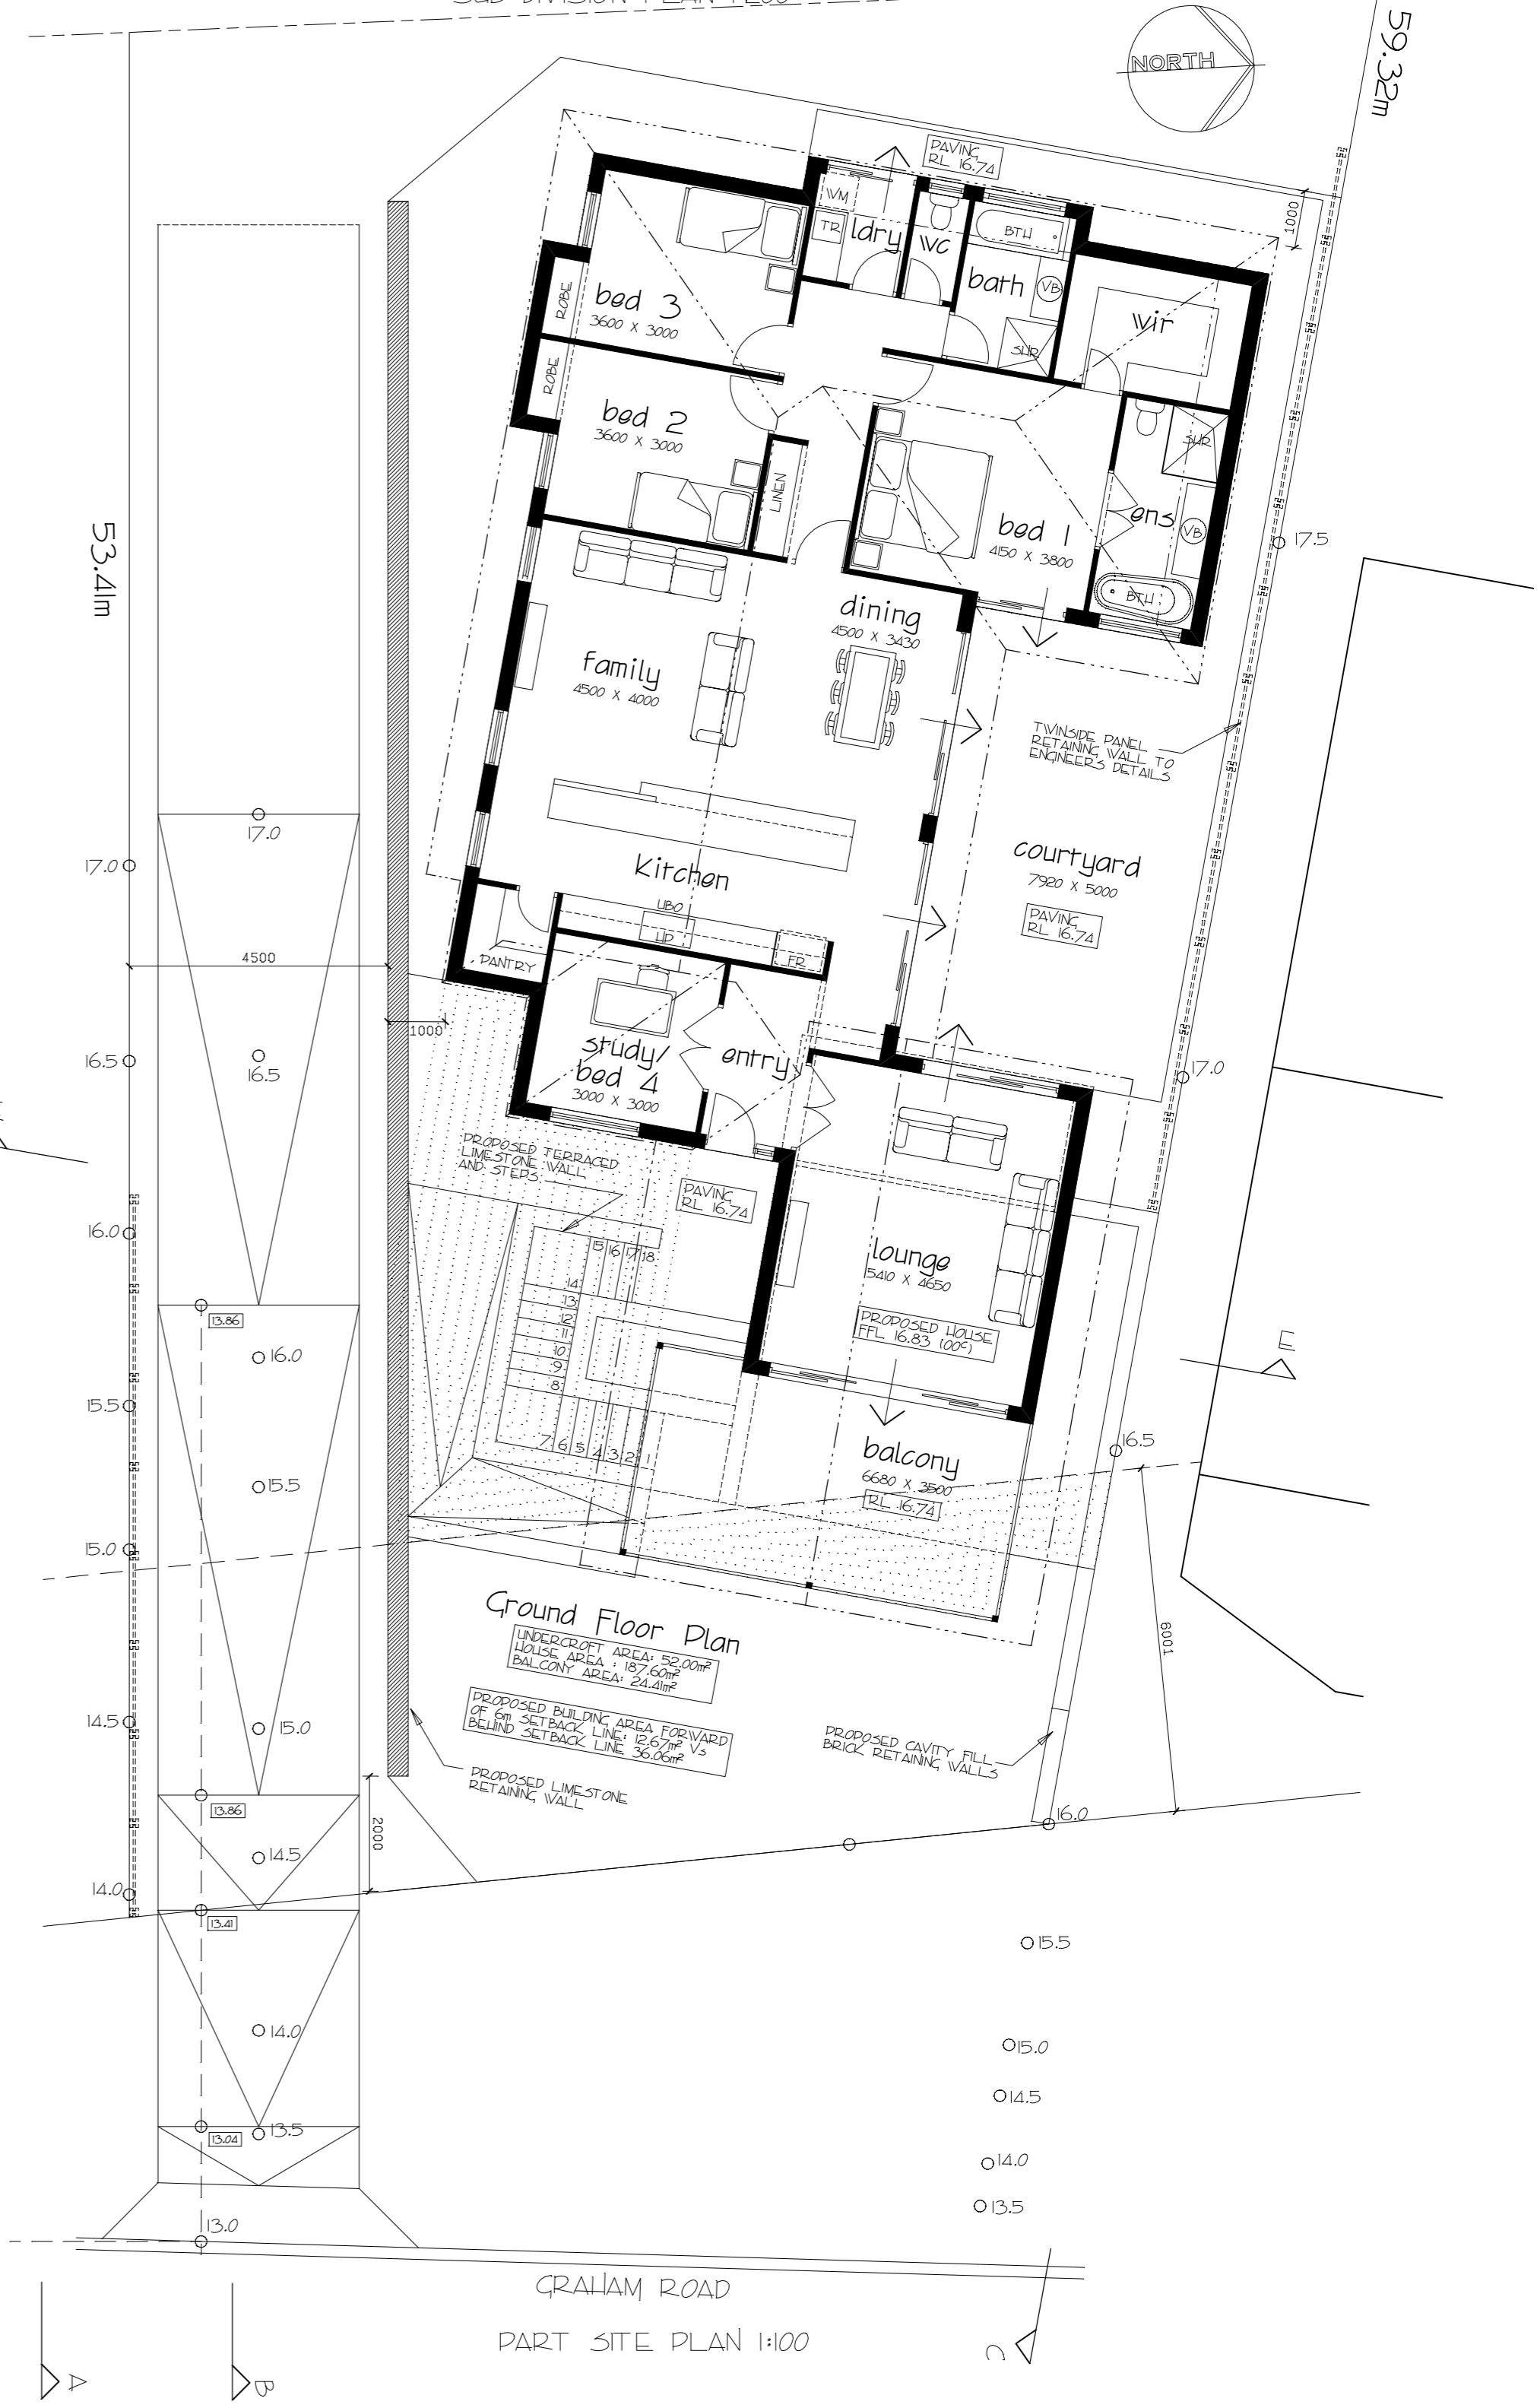 SUB DIVISION PLAN 1:200
59.32m
NORTH
PAVING
RL 16.74
1000
WM
TR
ldry
wc
BTH
bath
VB
SHR
wir
bed 3
3600 X 3000
ROBE
ROBE
bed 2
3600 X 3000
LINEN
bed 1
4150 X 3800
ens
SHR
VB
BTH
17.5
53.41m
dining
4500 X 3430
family
4500 X 4000
TWINSIDE PANEL
RETAINING WALL TO
ENGINEERS DETAILS
17.0
17.0
courtyard
7920 X 5000
PAVING
RL 16.74
kitchen
UBO
HP
FR
PANTRY
4500
1000
16.5
16.5
study/
bed 4
3000 X 3000
entry
17.0
PROPOSED TERRACED
LIMESTONE WALL
AND STEPS
PAVING
RL 16.74
16.0
lounge
5410 X 4650
PROPOSED HOUSE
FFL 16.83 (00c)
15 16 17 18
14
13
12
11
10
9
8
7 6 5 4 3 2 1
13.86
16.0
E
15.5
15.5
16.5
balcony
6680 X 3500
RL 16.74
15.0
Ground Floor Plan
UNDERCROFT AREA: 52.00m²
HOUSE AREA : 187.60m²
BALCONY AREA: 24.41m²
6001
PROPOSED BUILDING AREA FORWARD
OF 6m SETBACK LINE: 12.67m² Vs
BEHIND SETBACK LINE 36.06m²
14.5
15.0
PROPOSED CAVITY FILL
BRICK RETAINING WALLS
PROPOSED LIMESTONE
RETAINING WALL
13.86
2000
16.0
14.5
14.0
13.41
15.5
14.0
15.0
14.5
13.5
13.04
14.0
13.5
13.0
GRAHAM ROAD
PART SITE PLAN 1:100
A
B
C